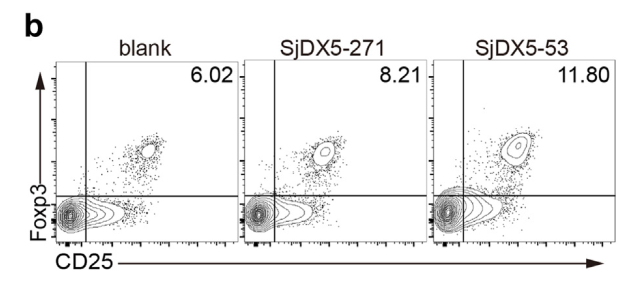 b
blank SjDX5-271 SjDX5-53
6.02 8.21 11.80
Foxp3
CD25